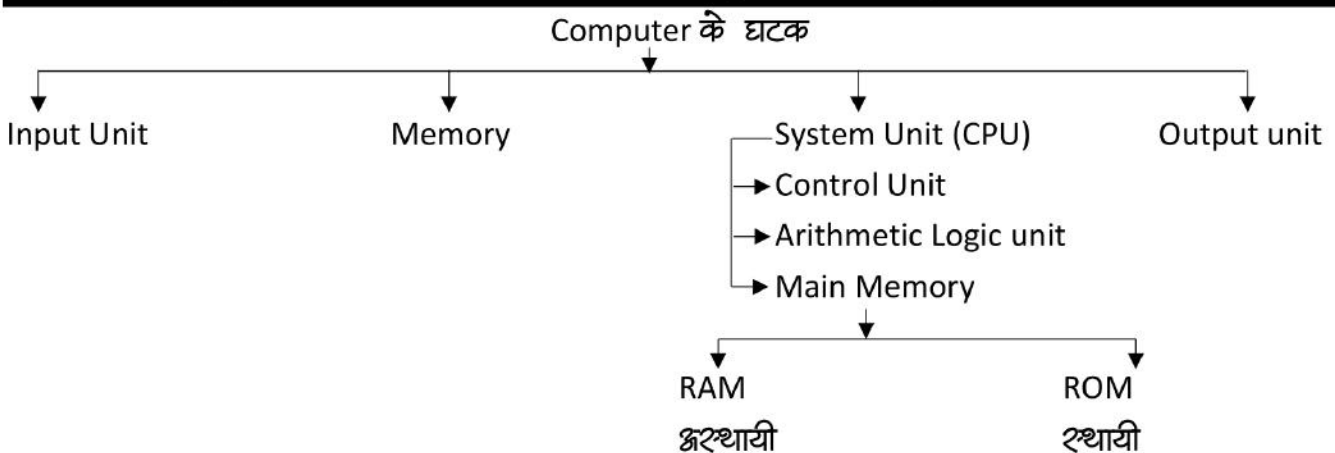 Computer के घटक
Input Unit Memory System Unit (CPU) Output unit
Control Unit
Arithmetic Logic unit
Main Memory
RAM ROM
अस्थायी स्थायी